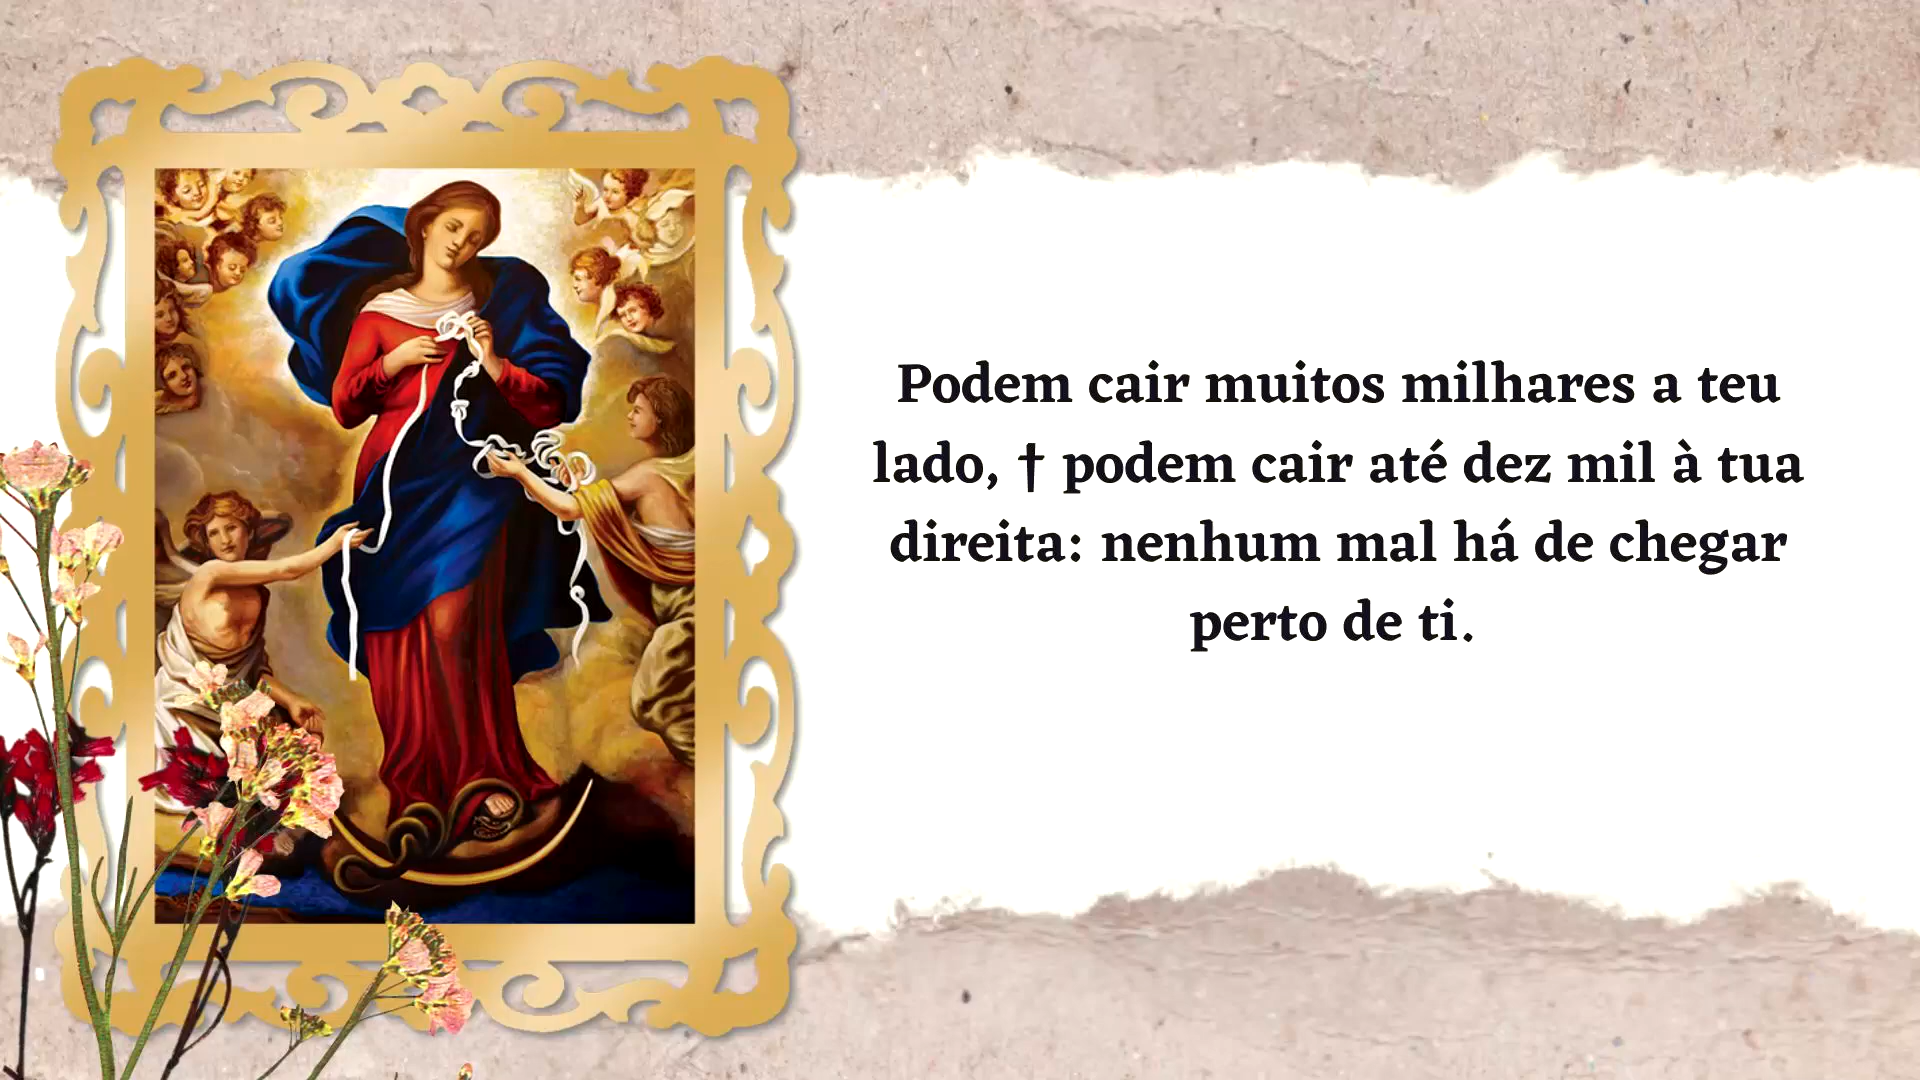 Podem cair muitos milhares a teu
lado, † podem cair até dez mil à tua
direita: nenhum mal há de chegar
perto de ti.